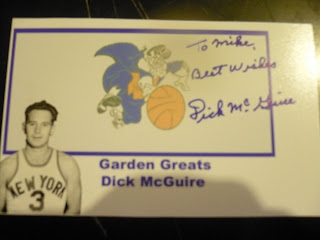 To Mike,
Best Wishes
Dick McGuire
NEW YORK
3
Garden Greats
Dick McGuire